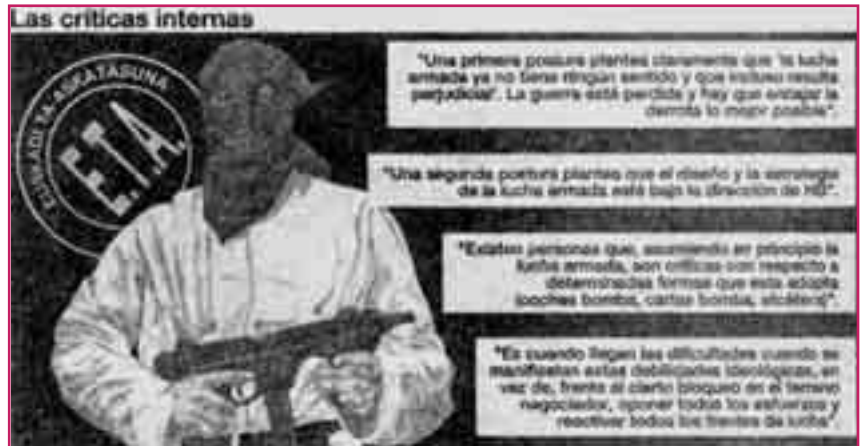 Las críticas internas
EUSKADI TA ASKATASUNA
E.T.A.
"Una primera postura plantea claramente que 'la lucha
armada ya no tiene ningún sentido y que incluso resulta
perjudicial'. La guerra está perdida y hay que encajar la
derrota lo mejor posible".
"Una segunda postura plantea que el diseño y la estrategia
de la lucha armada esté bajo la dirección de HB".
"Existen personas que, asumiendo en principio la
lucha armada, son críticas con respecto a
determinadas formas que esta adopta
(coches bomba, cartas bomba, etcétera)".
"Es cuando llegan las dificultades cuando se
manifiestan estas debilidades ideológicas, en
vez de, frente al cierto bloqueo en el terreno
negociador, oponer todos los esfuerzos y
reactivar todos los frentes de lucha".